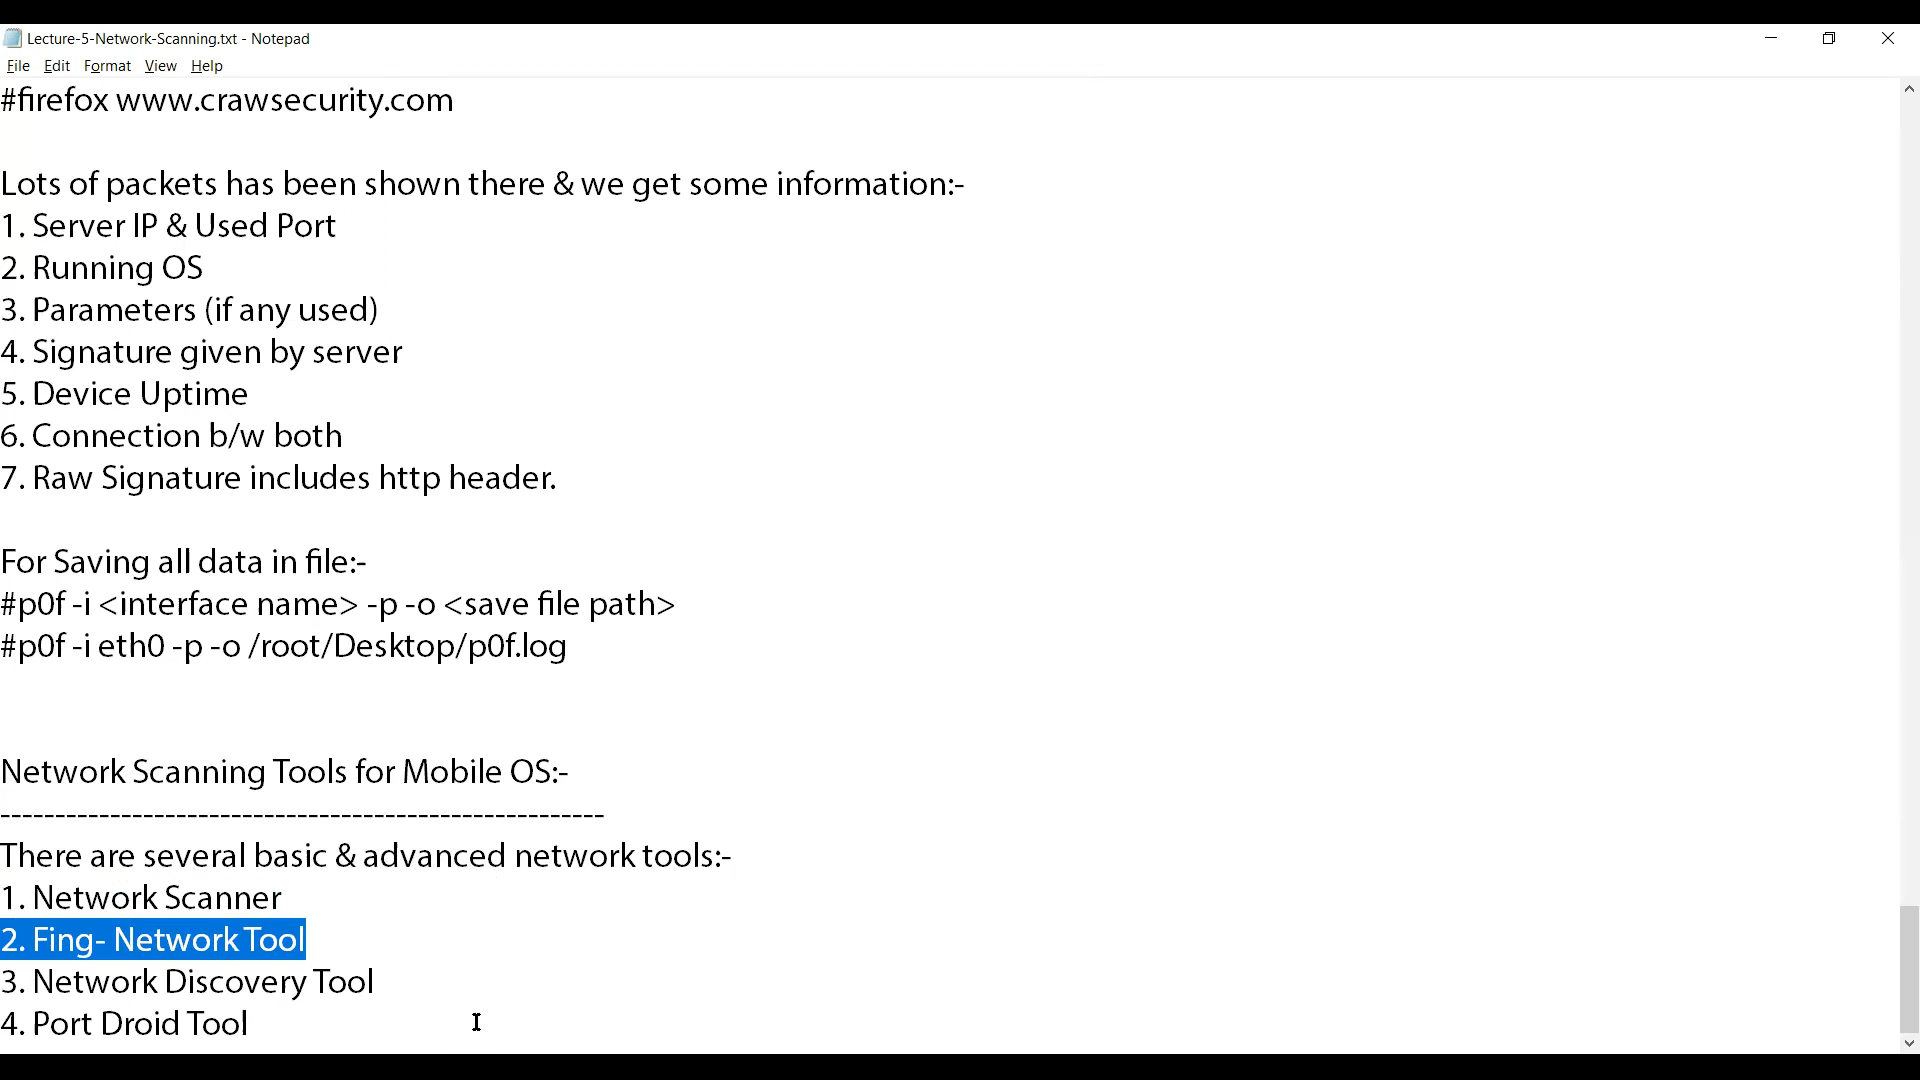 Lecture-5-Network-Scanning.txt - Notepad
File Edit Format View Help
#firefox www.crawsecurity.com
Lots of packets has been shown there & we get some information:-
1. Server IP & Used Port
2. Running OS
3. Parameters (if any used)
4. Signature given by server
5. Device Uptime
6. Connection b/w both
7. Raw Signature includes http header.
For Saving all data in file:-
#p0f -i <interface name> -p -o <save file path>
#p0f -i eth0 -p -o /root/Desktop/p0f.log
Network Scanning Tools for Mobile OS:-
-------------------------------------------------------
There are several basic & advanced network tools:-
1. Network Scanner
2. Fing- Network Tool
3. Network Discovery Tool
4. Port Droid Tool